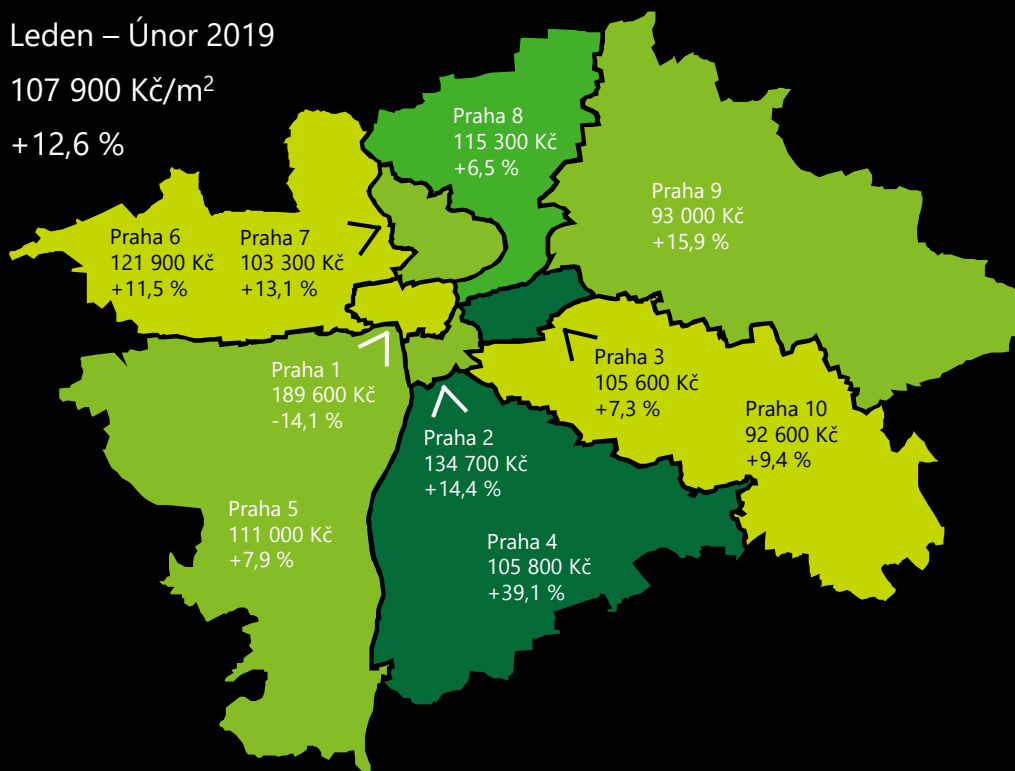 Leden – Únor 2019
107 900 Kč/m²
+12,6 %
Praha 8
115 300 Kč
+6,5 %
Praha 9
93 000 Kč
+15,9 %
Praha 6
121 900 Kč
+11,5 %
Praha 7
103 300 Kč
+13,1 %
Praha 1
189 600 Kč
-14,1 %
Praha 3
105 600 Kč
+7,3 %
Praha 10
92 600 Kč
+9,4 %
Praha 2
134 700 Kč
+14,4 %
Praha 5
111 000 Kč
+7,9 %
Praha 4
105 800 Kč
+39,1 %